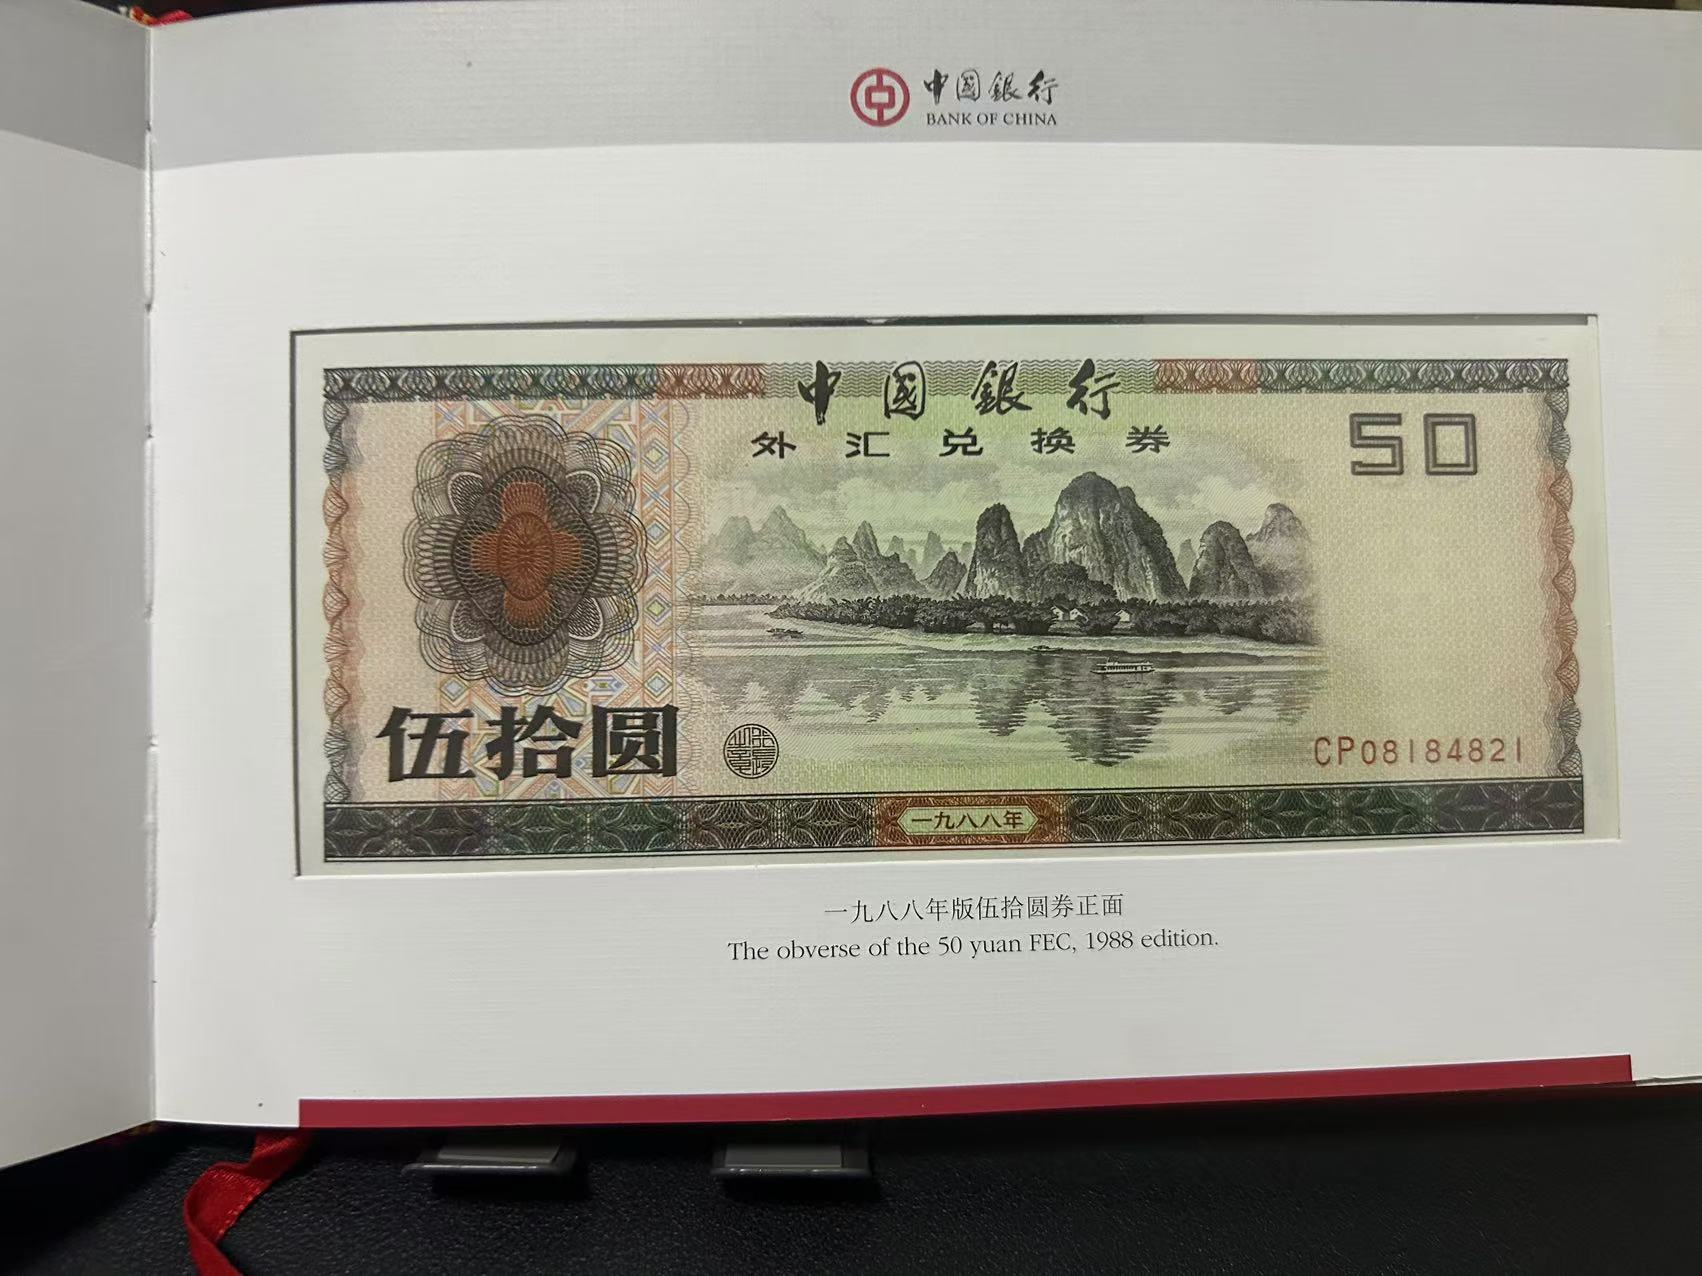 中國銀行
BANK OF CHINA
中國銀行
外汇兑换券
50
伍拾圆
CP08184821
一九八八年
一九八八年版伍拾圆券正面
The obverse of the 50 yuan FEC, 1988 edition.